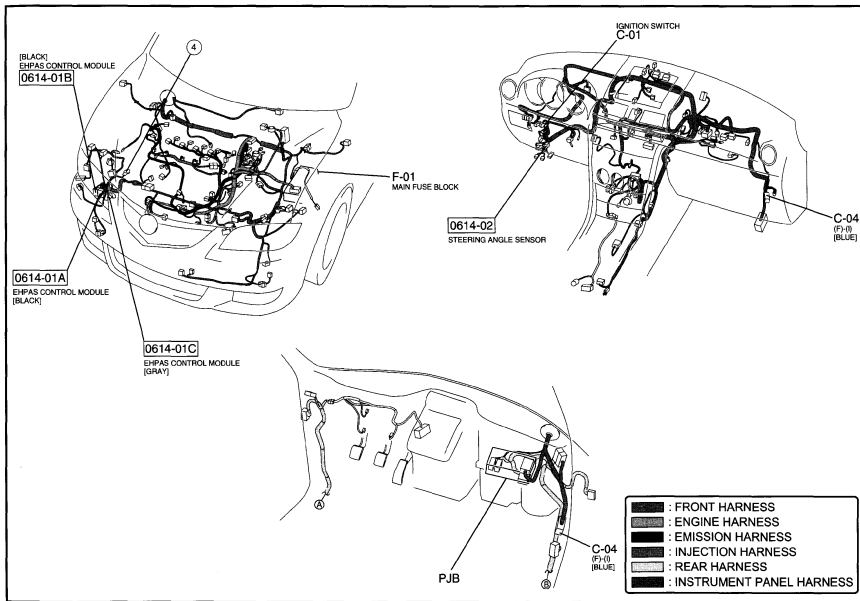 4
[BLACK]
EHPAS CONTROL MODULE
0614-01B
F-01
MAIN FUSE BLOCK
0614-01A
EHPAS CONTROL MODULE
[BLACK]
0614-01C
EHPAS CONTROL MODULE
[GRAY]
IGNITION SWITCH
C-01
0614-02
STEERING ANGLE SENSOR
C-04
(F)-(I)
[BLUE]
A
PJB
C-04
(F)-(I)
[BLUE]
B
: FRONT HARNESS
: ENGINE HARNESS
: EMISSION HARNESS
: INJECTION HARNESS
: REAR HARNESS
: INSTRUMENT PANEL HARNESS